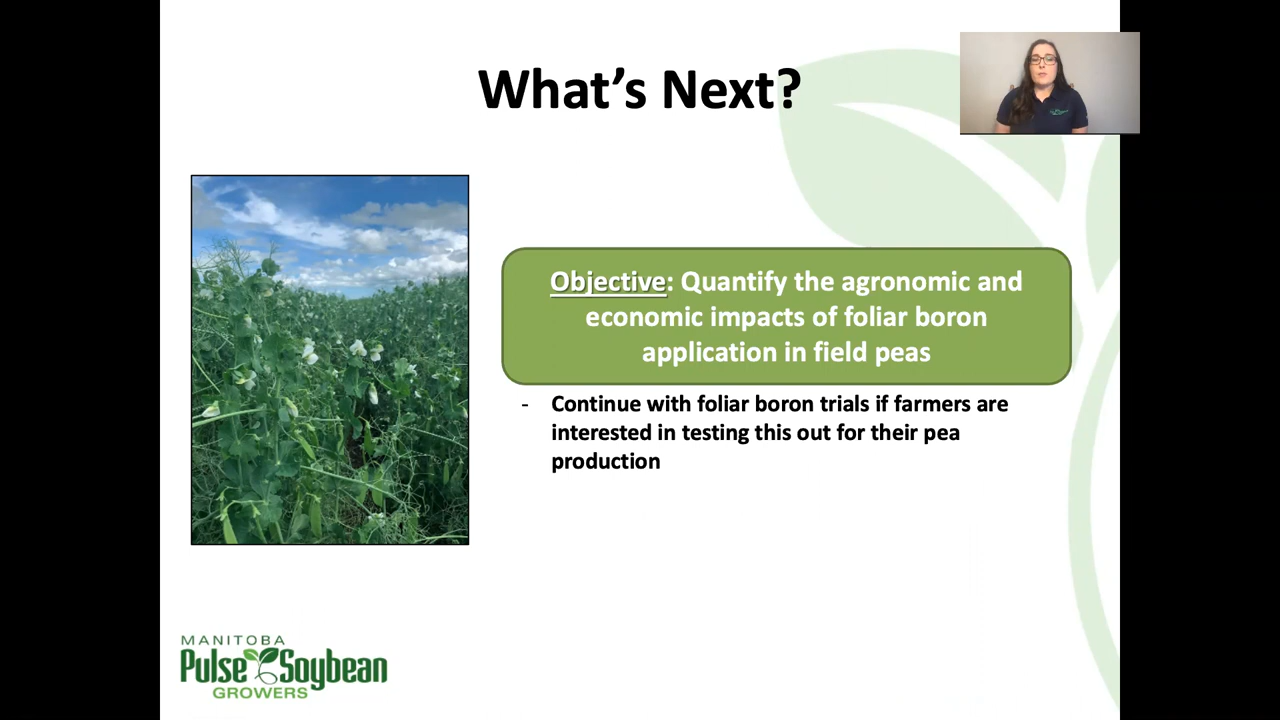 What’s Next?
Objective: Quantify the agronomic and
economic impacts of foliar boron
application in field peas
- Continue with foliar boron trials if farmers are
interested in testing this out for their pea
production
MANITOBA
Pulse Soybean
GROWERS